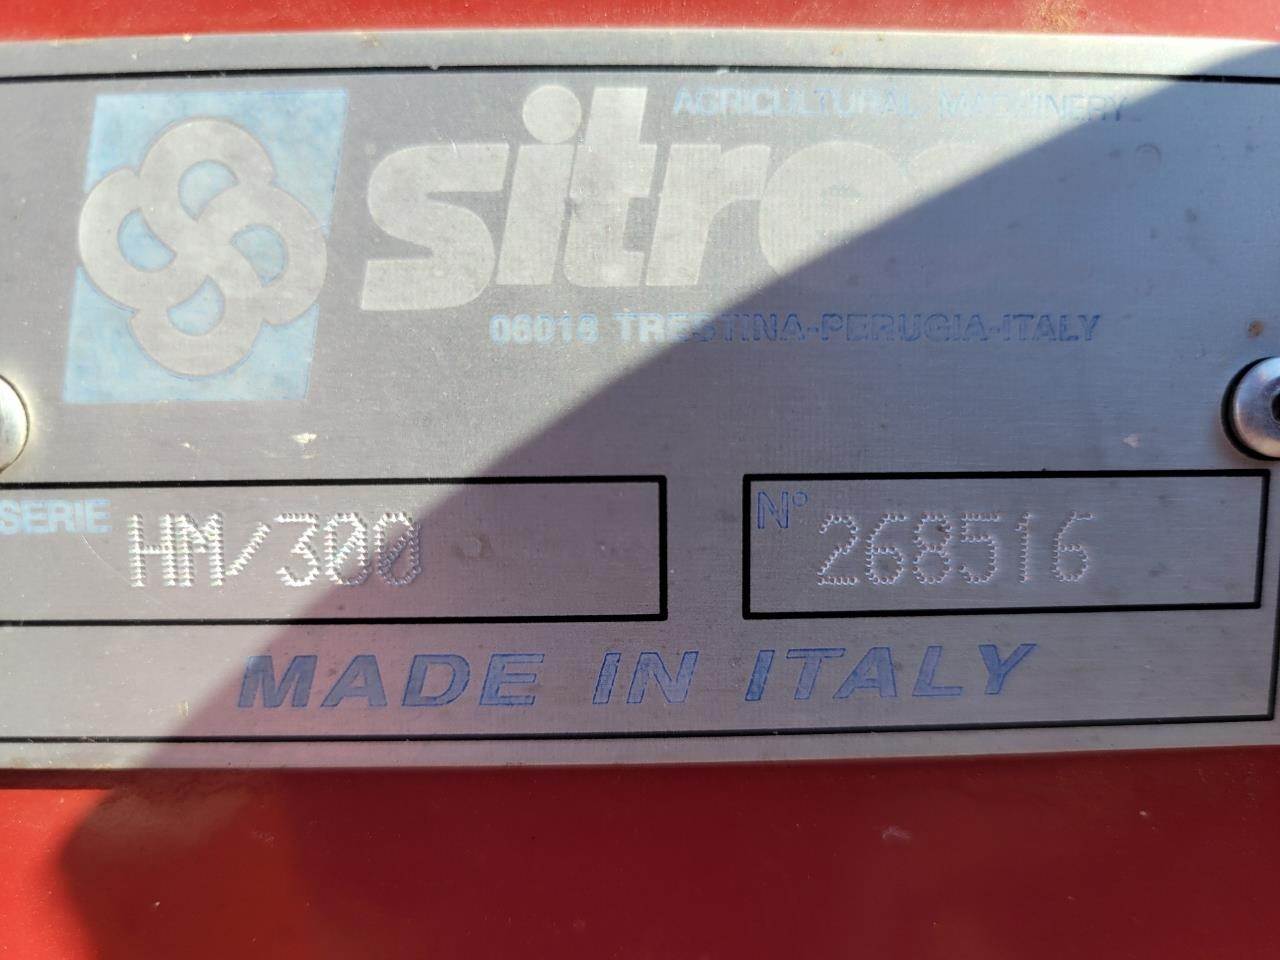 AGRICULTURAL MACHINERY
sitrex
06018 TRESTINA-PERUGIA-ITALY
SERIE HM/300
N° 268516
MADE IN ITALY